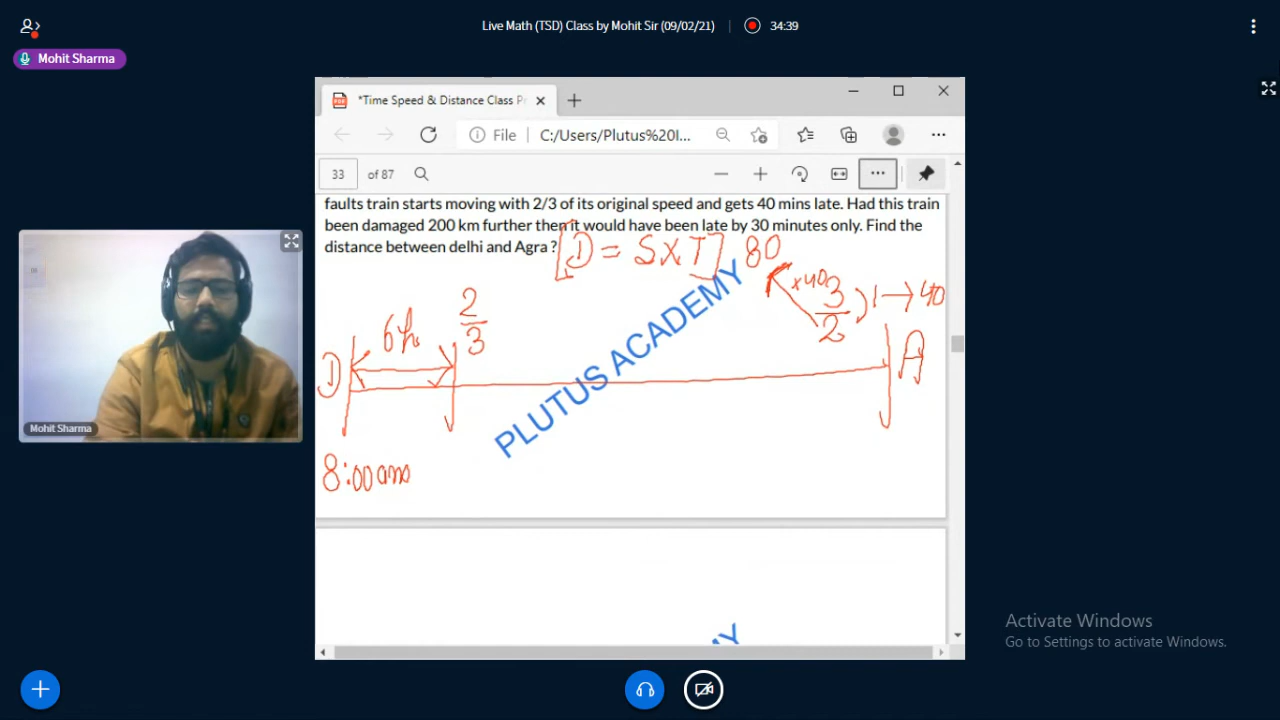 Live Math (TSD) Class by Mohit Sir (09/02/21) | 34:39
Mohit Sharma
*Time Speed & Distance Class Pr
File | C:/Users/Plutus%20I...
33 of 87
faults train starts moving with 2/3 of its original speed and gets 40 mins late. Had this train
been damaged 200 km further then it would have been late by 30 minutes only. Find the
distance between delhi and Agra ?
[D = S X T] 80
x40 3/2 ) 1 → 40
6h 2/3
D A
PLUTUS ACADEMY
Mohit Sharma
8:00am
Activate Windows
Go to Settings to activate Windows.
MY